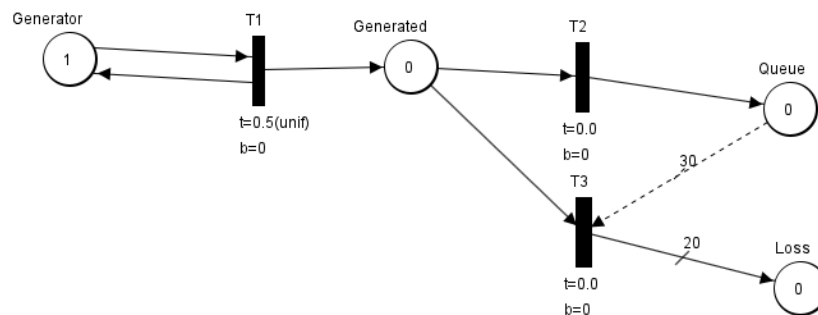 Generator
1
T1
t=0.5(unif)
b=0
Generated
0
T2
t=0.0
b=0
Queue
0
30
T3
t=0.0
b=0
20
Loss
0